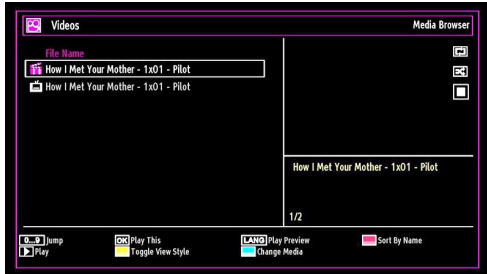 Videos Media Browser
File Name
How I Met Your Mother - 1x01 - Pilot
How I Met Your Mother - 1x01 - Pilot
How I Met Your Mother - 1x01 - Pilot
1/2
0...9 Jump OK Play This LANG Play Preview Sort By Name
Play Toggle View Style Change Media